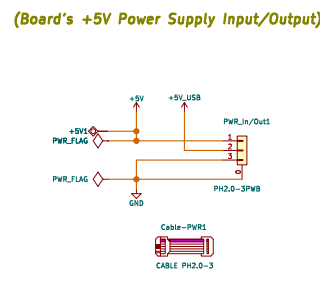 (Board's +5V Power Supply Input/Output)
+5V
+5V_USB
PWR_In/Out1
+5V1
PWR_FLAG
1
2
3
PWR_FLAG
0
GND
PH2.0-3PWB
Cable-PWR1
CABLE PH2.0-3